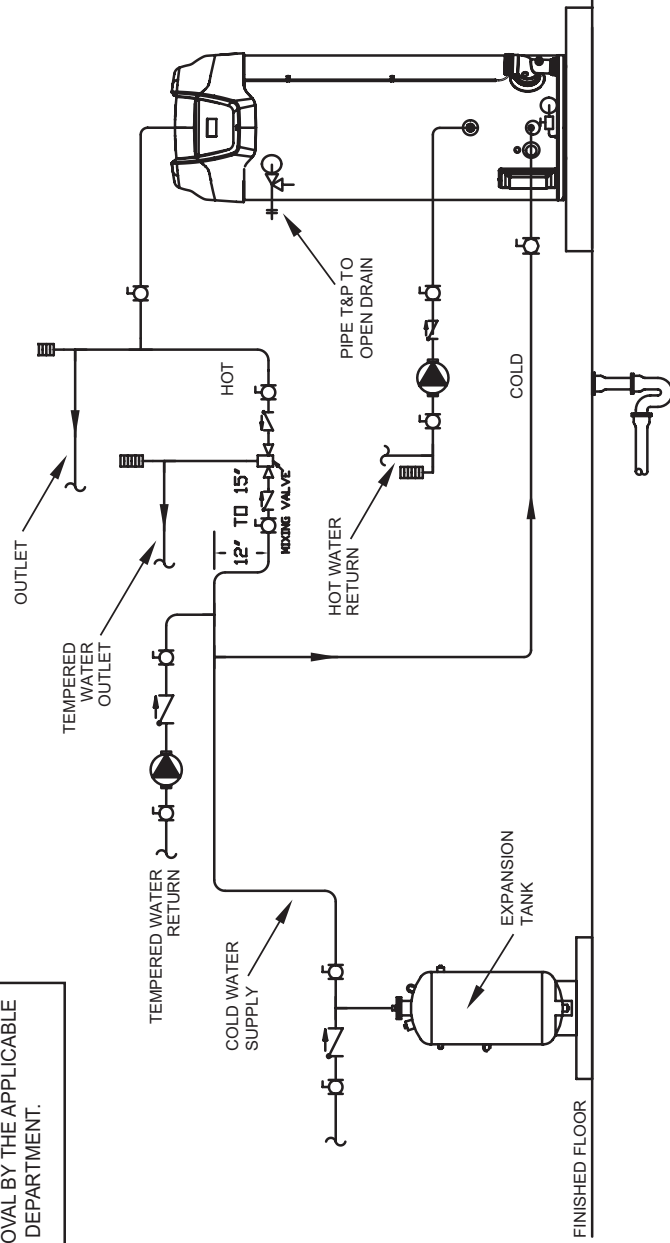 OVAL BY THE APPLICABLE
DEPARTMENT.
OUTLET
TEMPERED
WATER
OUTLET
HOT
12" TO 15"
MIXING VALVE
PIPE T&P TO
OPEN DRAIN
TEMPERED WATER
RETURN
HOT WATER
RETURN
COLD
COLD WATER
SUPPLY
EXPANSION
TANK
FINISHED FLOOR